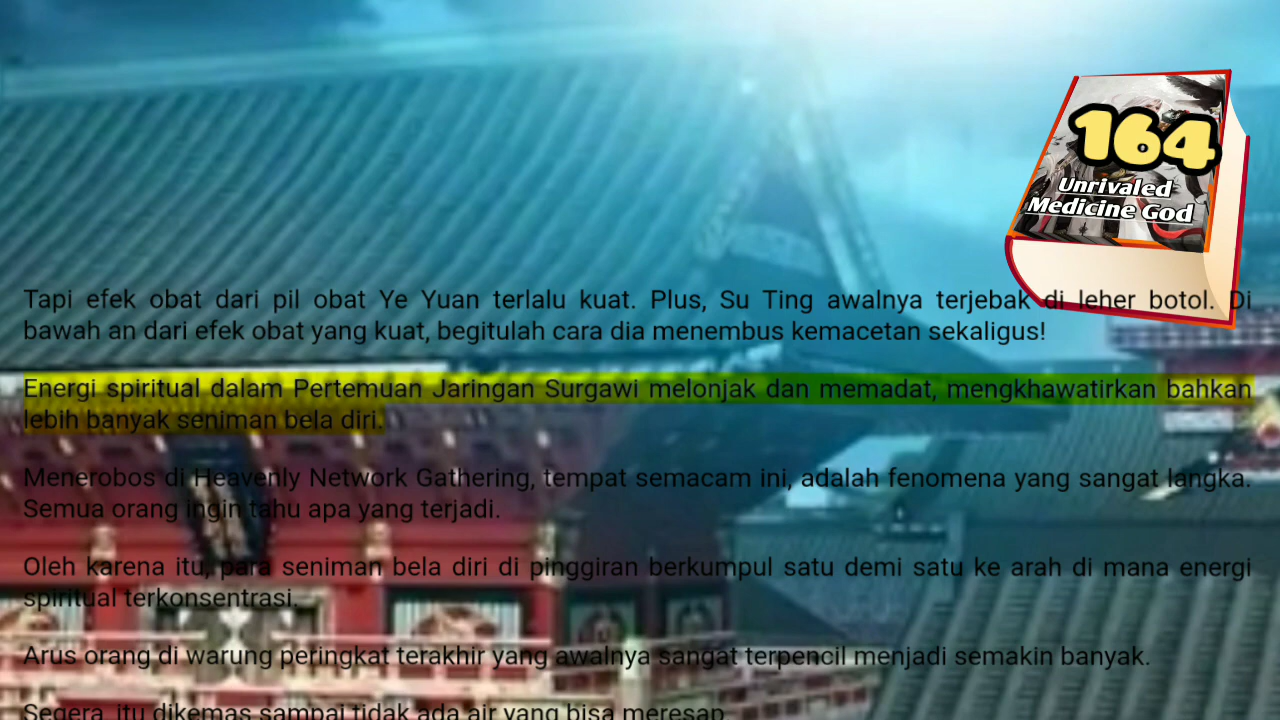 164
Unrivaled
Medicine God
Tapi efek obat dari pil obat Ye Yuan terlalu kuat. Plus, Su Ting awalnya terjebak di leher botol. Di
bawah an dari efek obat yang kuat, begitulah cara dia menembus kemacetan sekaligus!
Energi spiritual dalam Pertemuan Jaringan Surgawi melonjak dan memadat, mengkhawatirkan bahkan
lebih banyak seniman bela diri.
Menerobos di Heavenly Network Gathering, tempat semacam ini, adalah fenomena yang sangat langka.
Semua orang ingin tahu apa yang terjadi.
Oleh karena itu, para seniman bela diri di pinggiran berkumpul satu demi satu ke arah di mana energi
spiritual terkonsentrasi.
Arus orang di warung peringkat terakhir yang awalnya sangat terpencil menjadi semakin banyak.
Segera, itu dikemas sampai tidak ada air yang bisa meresap